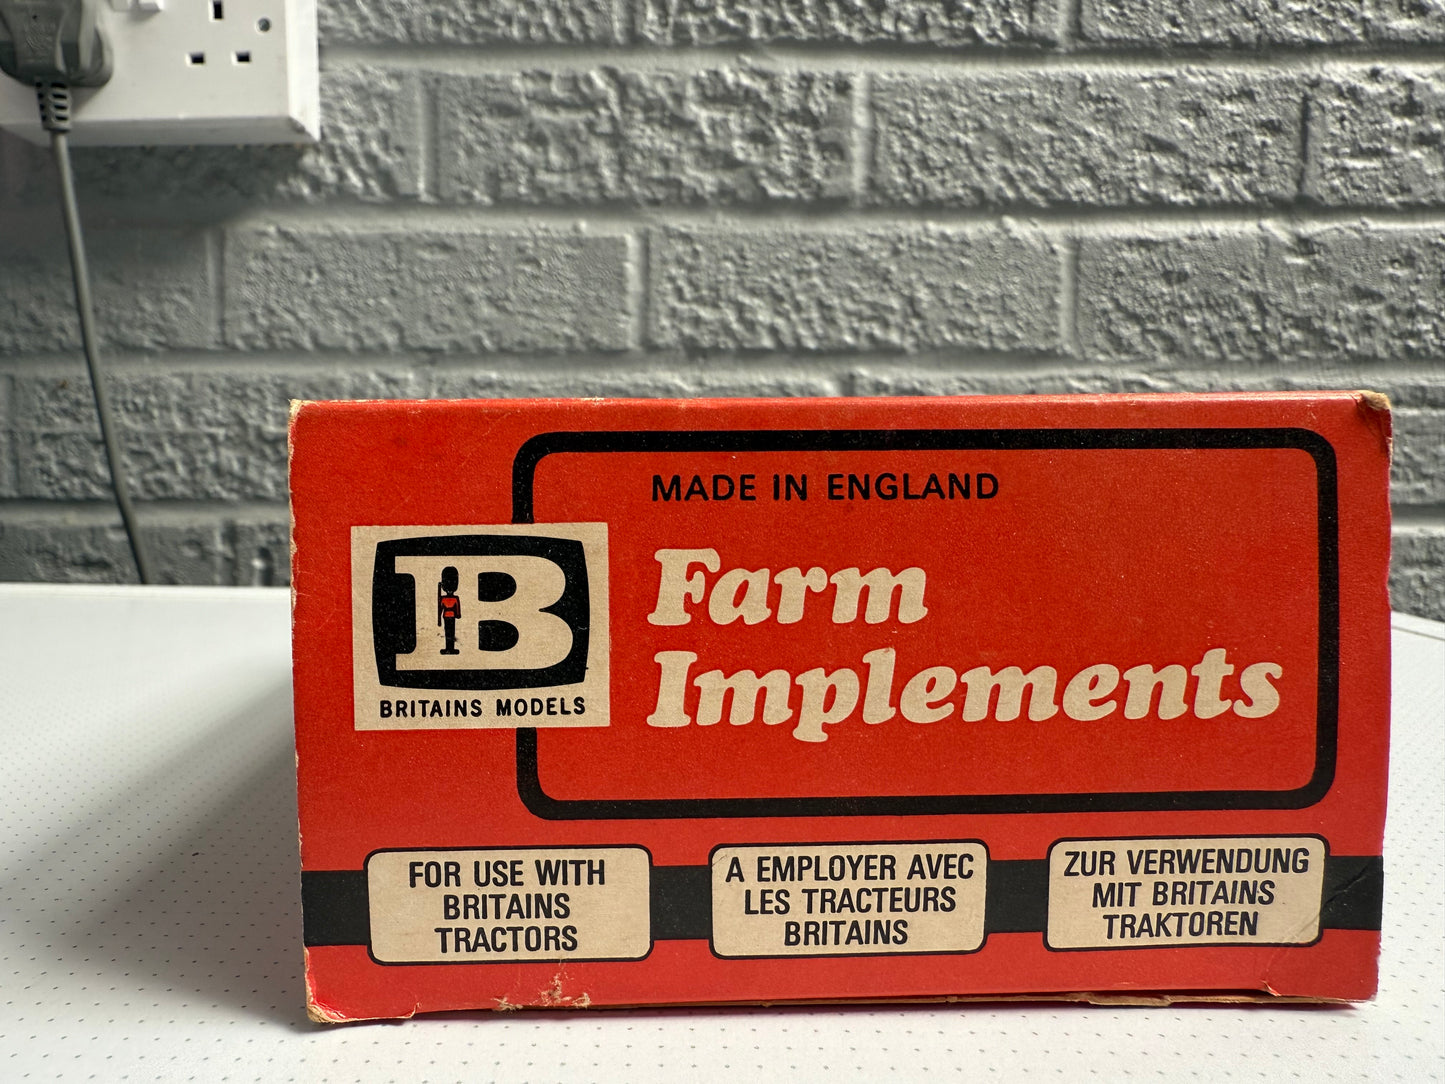 MADE IN ENGLAND
B
BRITAINS MODELS
Farm
Implements
FOR USE WITH
BRITAINS
TRACTORS
A EMPLOYER AVEC
LES TRACTEURS
BRITAINS
ZUR VERWENDUNG
MIT BRITAINS
TRAKTOREN